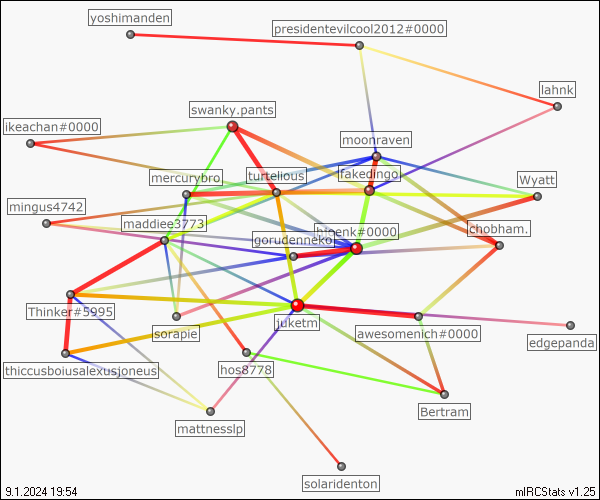 yoshimanden
presidentevilcool2012#0000
lahnk
swanky.pants
ikeachan#0000
moonraven
mercurybro
turtelious
fakedingo
Wyatt
mingus4742
maddiee3773
hipenk#0000
chobham.
gorudenneko
Thinker#5995
sorapie
juketm
awesomenich#0000
edgepanda
thiccusboiusalexusjoneus
hos8778
Bertram
mattnesslp
solaridenton
9.1.2024 19:54
mIRCStats v1.25